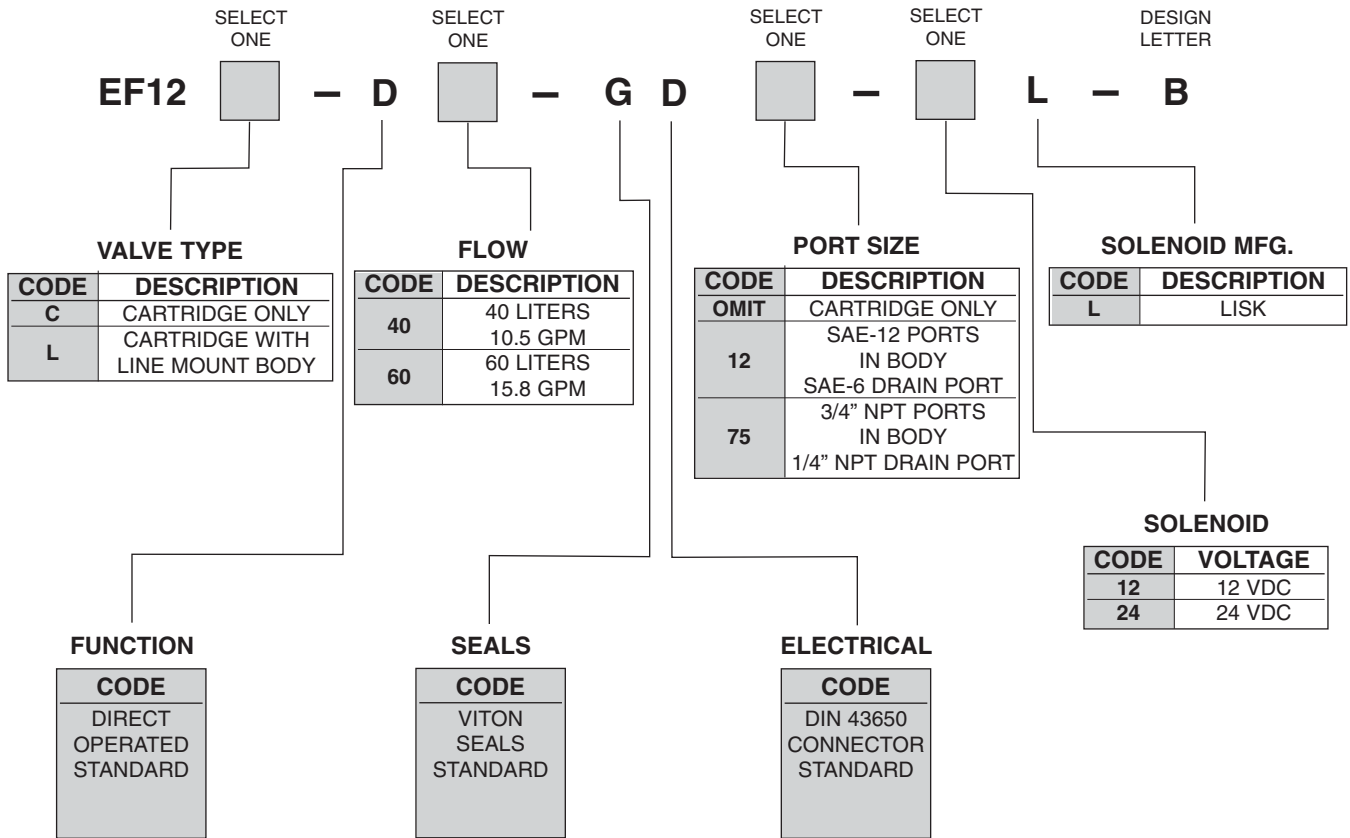 SELECT ONE
SELECT ONE
SELECT ONE
SELECT ONE
DESIGN LETTER
EF12 – D – G D – L – B
VALVE TYPE
CODE DESCRIPTION
C CARTRIDGE ONLY
L CARTRIDGE WITH
LINE MOUNT BODY
FLOW
CODE DESCRIPTION
40 40 LITERS
10.5 GPM
60 60 LITERS
15.8 GPM
PORT SIZE
CODE DESCRIPTION
OMIT CARTRIDGE ONLY
12 SAE-12 PORTS
IN BODY
SAE-6 DRAIN PORT
75 3/4” NPT PORTS
IN BODY
1/4” NPT DRAIN PORT
SOLENOID MFG.
CODE DESCRIPTION
L LISK
SOLENOID
CODE VOLTAGE
12 12 VDC
24 24 VDC
FUNCTION
CODE
DIRECT
OPERATED
STANDARD
SEALS
CODE
VITON
SEALS
STANDARD
ELECTRICAL
CODE
DIN 43650
CONNECTOR
STANDARD